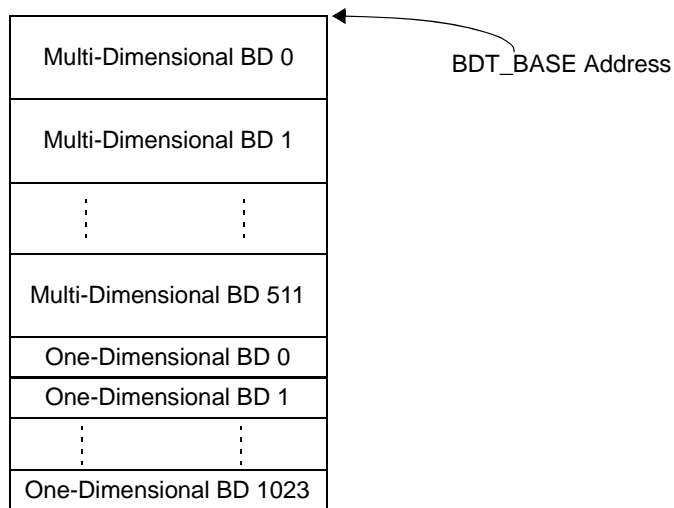 Multi-Dimensional BD 0
BDT_BASE Address
Multi-Dimensional BD 1
Multi-Dimensional BD 511
One-Dimensional BD 0
One-Dimensional BD 1
One-Dimensional BD 1023